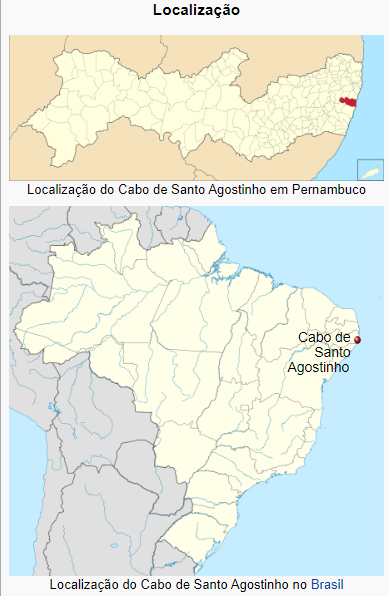 Localização
Localização do Cabo de Santo Agostinho em Pernambuco
Cabo de
Santo
Agostinho
Localização do Cabo de Santo Agostinho no Brasil